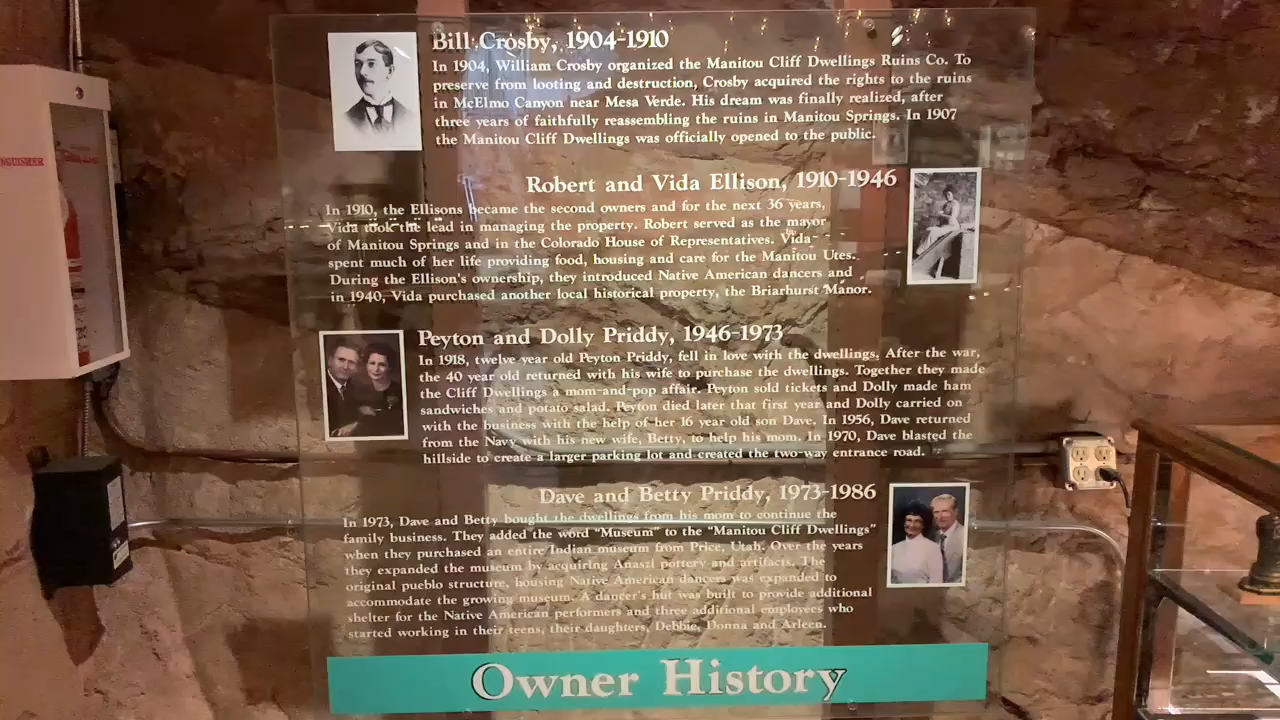 Bill Crosby, 1904-1910
In 1904, William Crosby organized the Manitou Cliff Dwellings Ruins Co. To
preserve from looting and destruction, Crosby acquired the rights to the ruins
in McElmo Canyon near Mesa Verde. His dream was finally realized, after
three years of faithfully reassembling the ruins in Manitou Springs. In 1907
the Manitou Cliff Dwellings was officially opened to the public.
Robert and Vida Ellison, 1910-1946
In 1910, the Ellisons became the second owners and for the next 36 years,
Vida took the lead in managing the property. Robert served as the mayor
of Manitou Springs and in the Colorado House of Representatives. Vida
spent much of her life providing food, housing and care for the Manitou Utes.
During the Ellison's ownership, they introduced Native American dancers and
in 1940, Vida purchased another local historical property, the Briarhurst Manor.
Peyton and Dolly Priddy, 1946-1973
In 1918, twelve year old Peyton Priddy, fell in love with the dwellings. After the war,
the 40 year old returned with his wife to purchase the dwellings. Together they made
the Cliff Dwellings a mom-and-pop affair. Peyton sold tickets and Dolly made ham
sandwiches and potato salad. Peyton died later that first year and Dolly carried on
with the business with the help of her 16 year old son Dave. In 1956, Dave returned
from the Navy with his new wife, Betty, to help his mom. In 1970, Dave blasted the
hillside to create a larger parking lot and created the two-way entrance road.
Dave and Betty Priddy, 1973-1986
In 1973, Dave and Betty bought the dwellings from his mom to continue the
family business. They added the word "Museum" to the "Manitou Cliff Dwellings"
when they purchased an entire Indian museum from Price, Utah. Over the years
they expanded the museum by acquiring Anaszi pottery and artifacts. The
original pueblo structure, housing Native American dancers was expanded to
accommodate the growing museum. A dancer's hut was built to provide additional
shelter for the Native American performers and three additional employees who
started working in their teens, their daughters, Debbie, Donna and Arleen.
Owner History